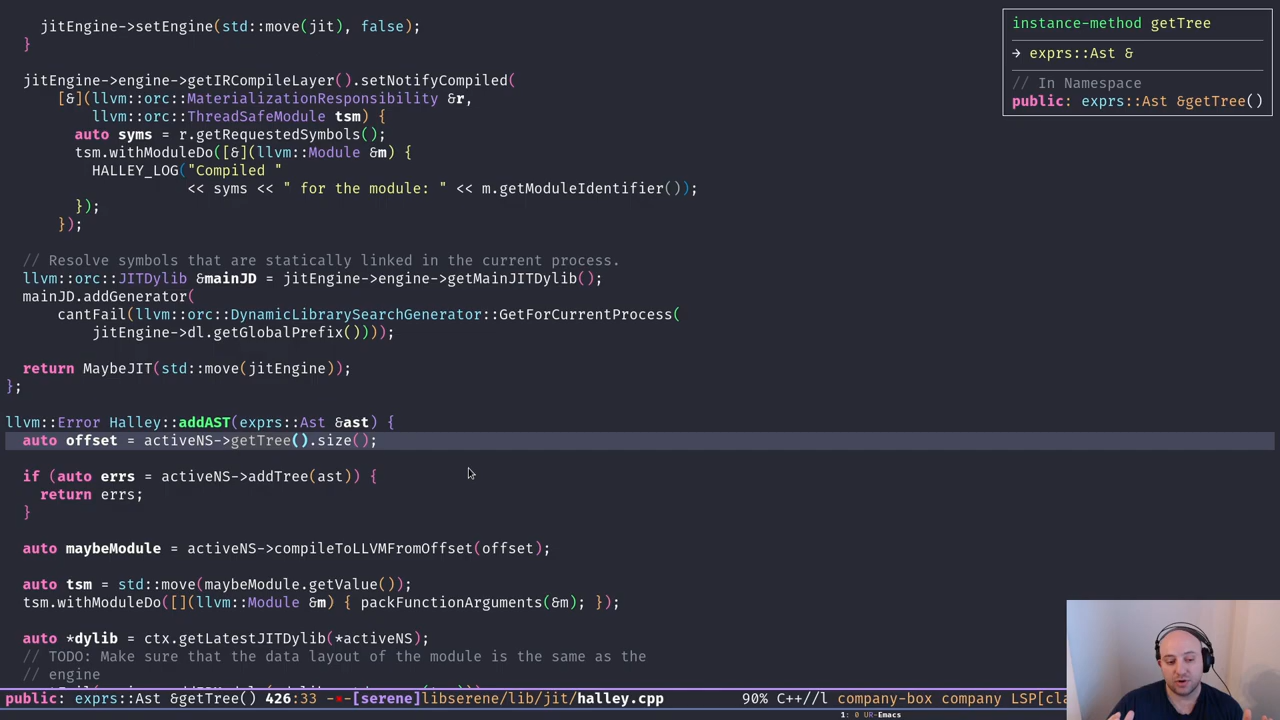 jitEngine->setEngine(std::move(jit), false);
}
jitEngine->engine->getIRCompileLayer().setNotifyCompiled(
[&](llvm::orc::MaterializationResponsibility &r,
llvm::orc::ThreadSafeModule tsm) {
auto syms = r.getRequestedSymbols();
tsm.withModuleDo([&](llvm::Module &m) {
HALLEY_LOG("Compiled "
<< syms << " for the module: " << m.getModuleIdentifier());
});
});
// Resolve symbols that are statically linked in the current process.
llvm::orc::JITDylib &mainJD = jitEngine->engine->getMainJITDylib();
mainJD.addGenerator(
cantFail(llvm::orc::DynamicLibrarySearchGenerator::GetForCurrentProcess(
jitEngine->dl.getGlobalPrefix())));
return MaybeJIT(std::move(jitEngine));
};
llvm::Error Halley::addAST(exprs::Ast &ast) {
auto offset = activeNS->getTree().size();
if (auto errs = activeNS->addTree(ast)) {
return errs;
}
auto maybeModule = activeNS->compileToLLVMFromOffset(offset);
auto tsm = std::move(maybeModule.getValue());
tsm.withModuleDo([](llvm::Module &m) { packFunctionArguments(&m); });
auto *dylib = ctx.getLatestJITDylib(*activeNS);
// TODO: Make sure that the data layout of the module is the same as the
// engine
instance-method getTree
→ exprs::Ast &
// In Namespace
public: exprs::Ast &getTree()
public: exprs::Ast &getTree() 426:33 [serene]libserene/lib/jit/halley.cpp 90% C++//l company-box company LSP[cla
1: 0 UR-Emacs